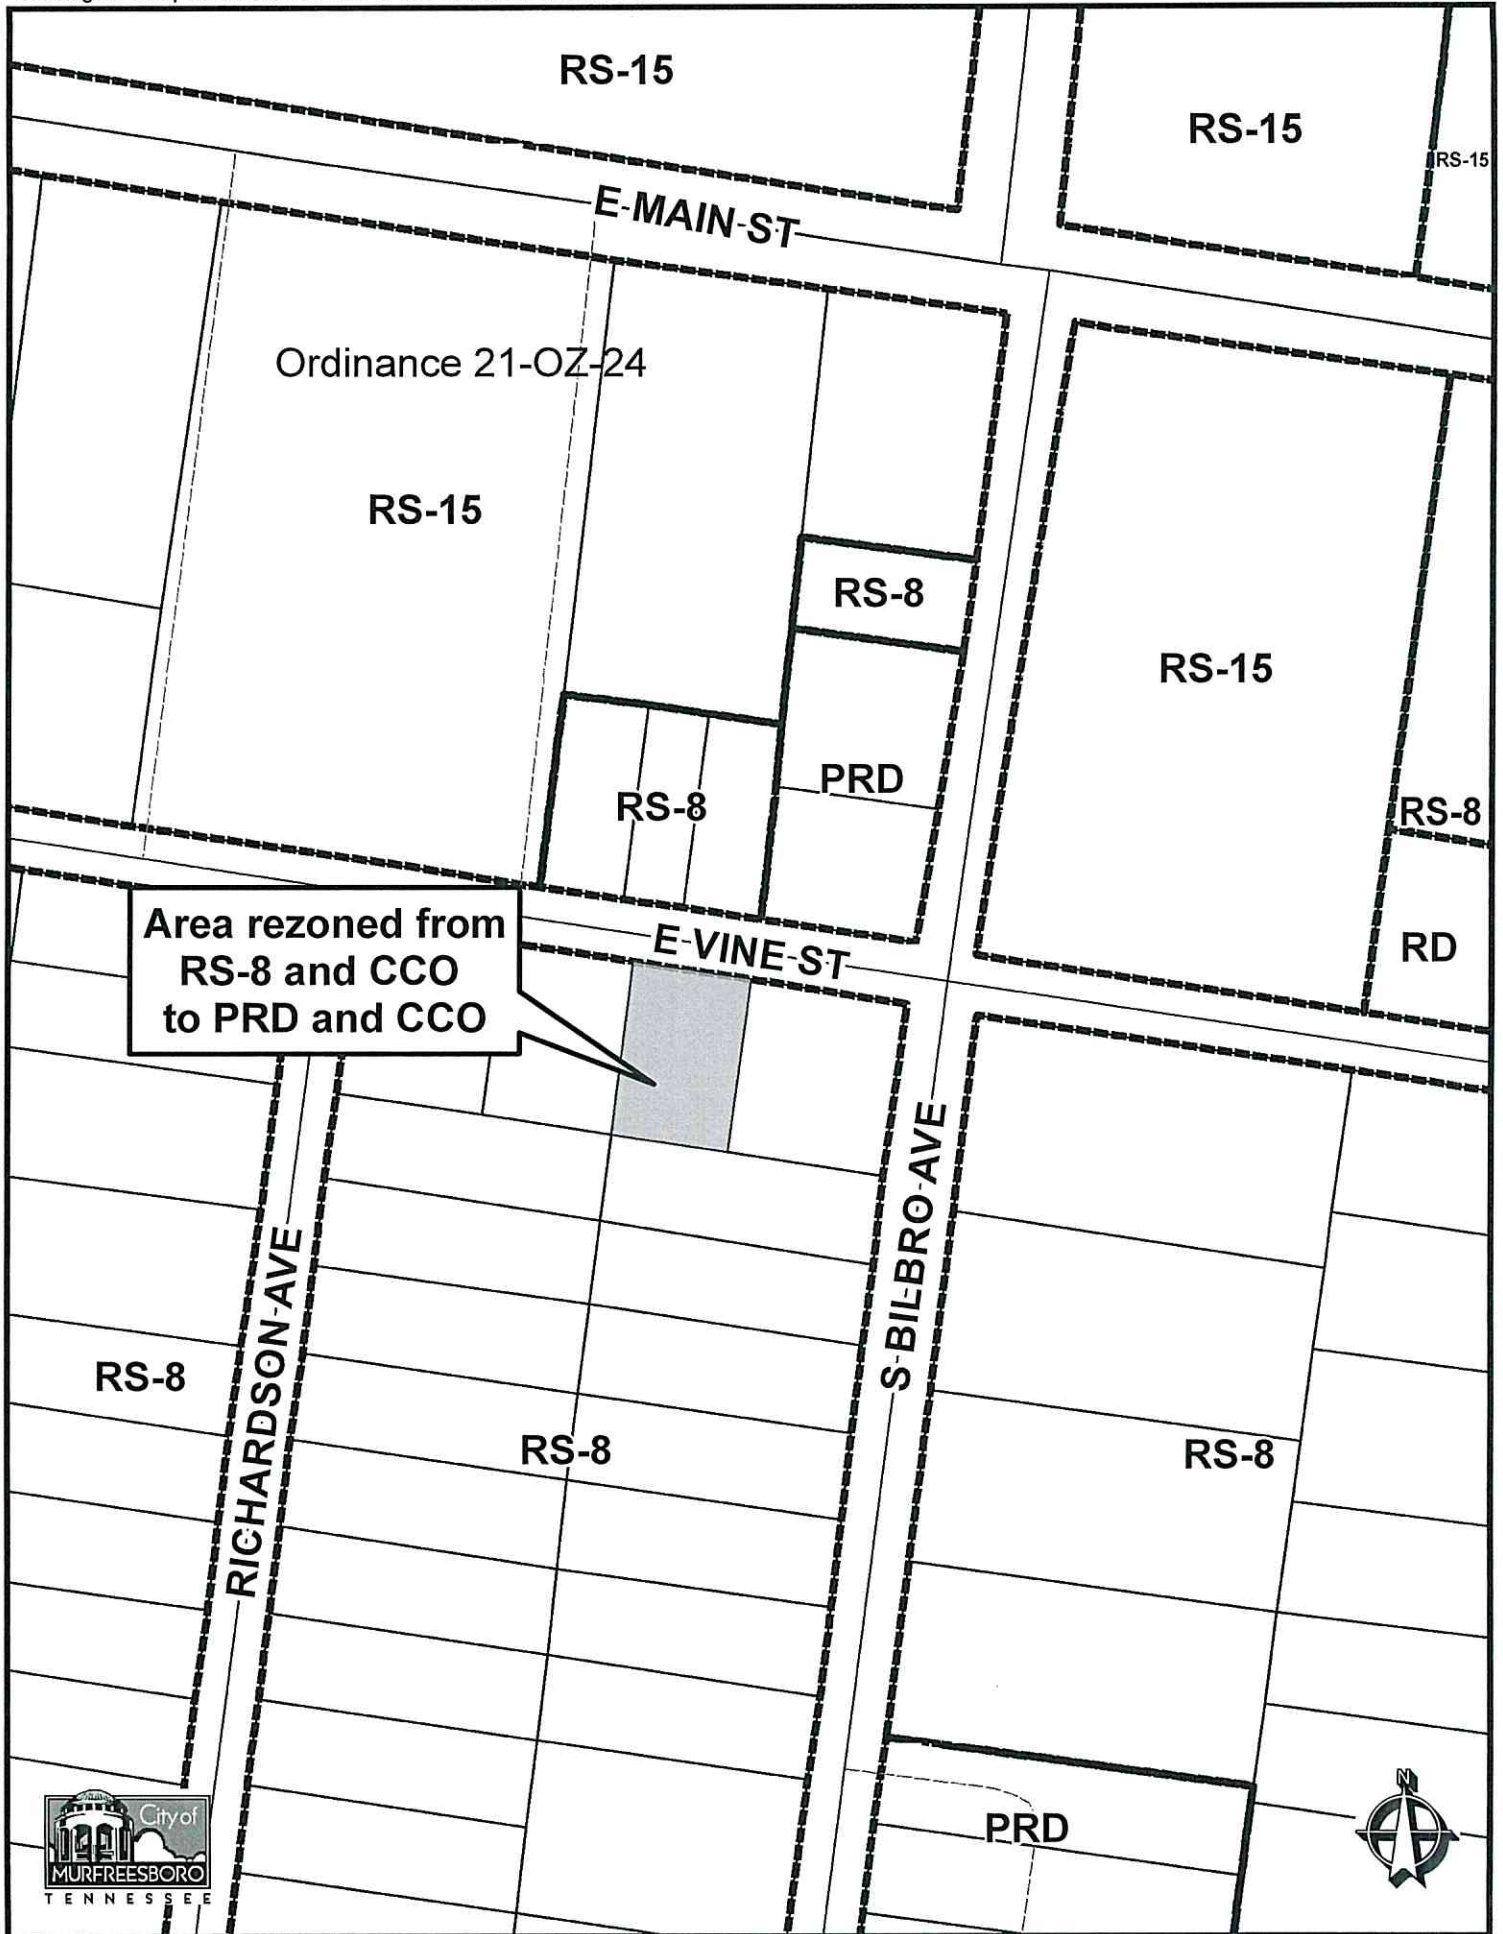 RS-15
RS-15
RS-15
E MAIN ST
Ordinance 21-OZ-24
RS-15
RS-8
RS-15
PRD
RS-8
RS-8
Area rezoned from
RS-8 and CCO
to PRD and CCO
E VINE ST
RD
S BILBRO AVE
RICHARDSON AVE
RS-8
RS-8
RS-8
PRD
N
City of
MURFREESBORO
TENNESSEE